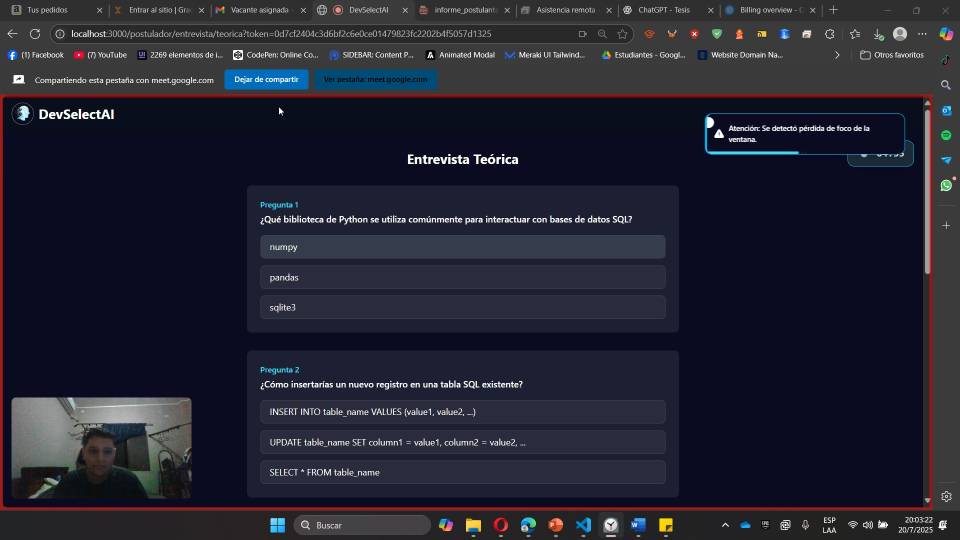 Tus pedidos
Entrar al sitio | Gra
Vacante asignada -
DevSelectAI
informe_postulant
Asistencia remota
ChatGPT - Tesis
Billing overview - O
localhost:3000/postulador/entrevista/teorica?token=0d7cf2404c3d6bf2c6e0ce01479823fc2202b4f5057d1325
(1) Facebook
(7) YouTube
2269 elementos de i...
CodePen: Online Co...
SIDEBAR: Content P...
Animated Modal
Meraki UI Tailwind...
Estudiantes - Googl...
Website Domain Na...
Otros favoritos
Compartiendo esta pestaña con meet.google.com
Dejar de compartir
Ver pestaña: meet.google.com
DevSelectAI
Atención: Se detectó pérdida de foco de la
ventana.
Entrevista Teórica
Pregunta 1
¿Qué biblioteca de Python se utiliza comúnmente para interactuar con bases de datos SQL?
numpy
pandas
sqlite3
Pregunta 2
¿Cómo insertarías un nuevo registro en una tabla SQL existente?
INSERT INTO table_name VALUES (value1, value2, ...)
UPDATE table_name SET column1 = value1, column2 = value2, ...
SELECT * FROM table_name
Buscar
ESP
LAA
20:03:22
20/7/2025